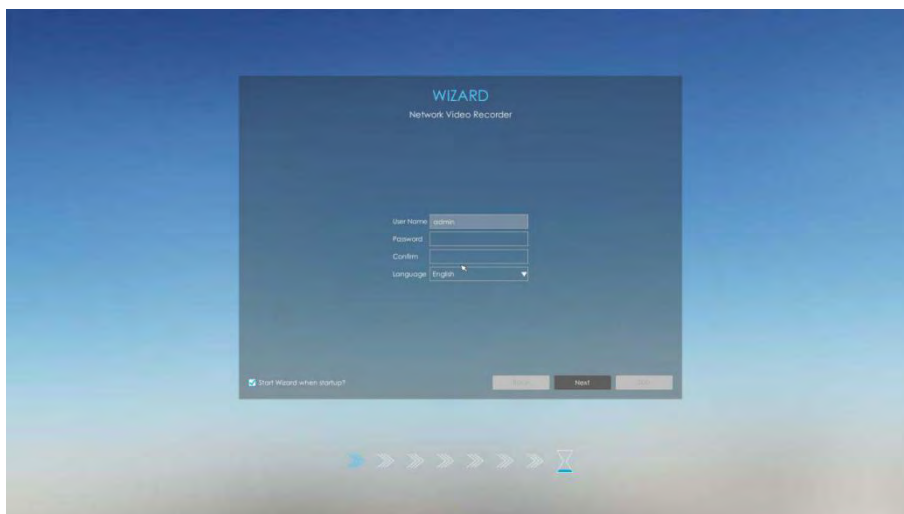 WIZARD
Network Video Recorder
User Name admin
Password
Confirm
Language English
Start Wizard when startup?
Next